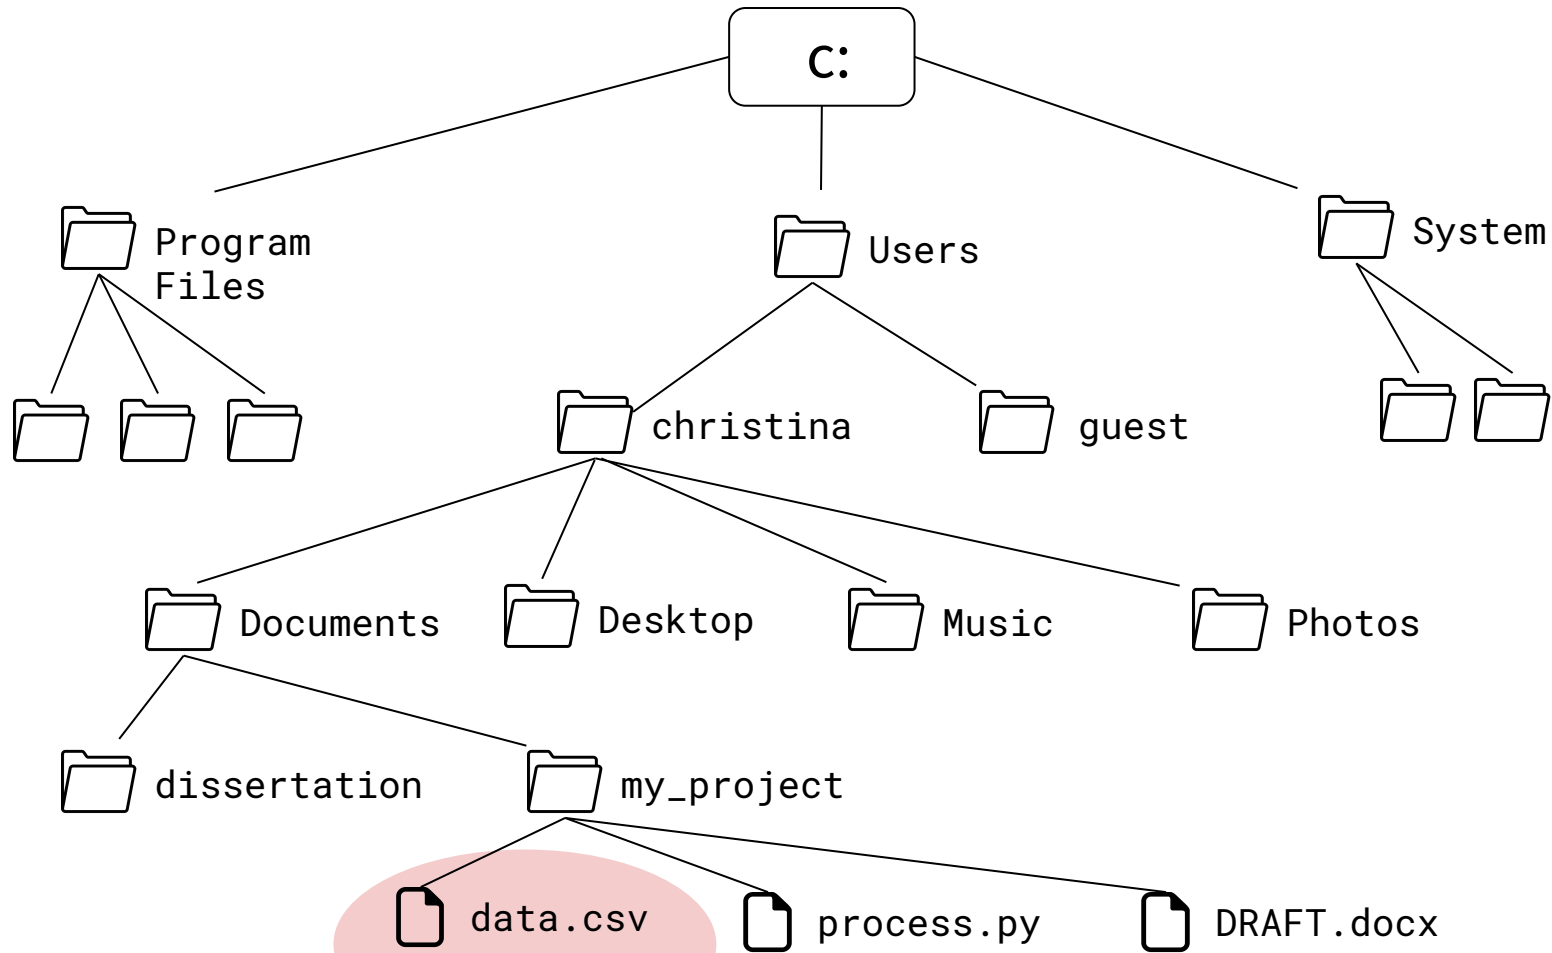 C:
Program
Files
Users
System
christina
guest
Documents
Desktop
Music
Photos
dissertation
my_project
data.csv
process.py
DRAFT.docx